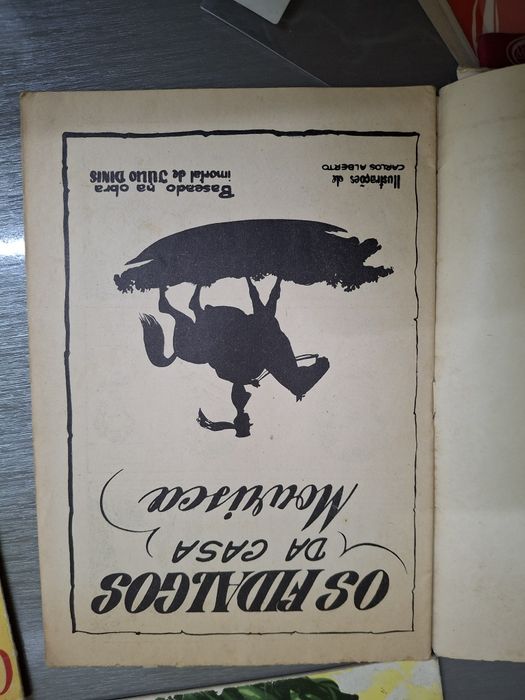 OS FIDALGOS
DA CASA
Mourisca
Ilustrações de
CARLOS ALBERTO
Baseado na obra
imortal de JÚLIO DINIS